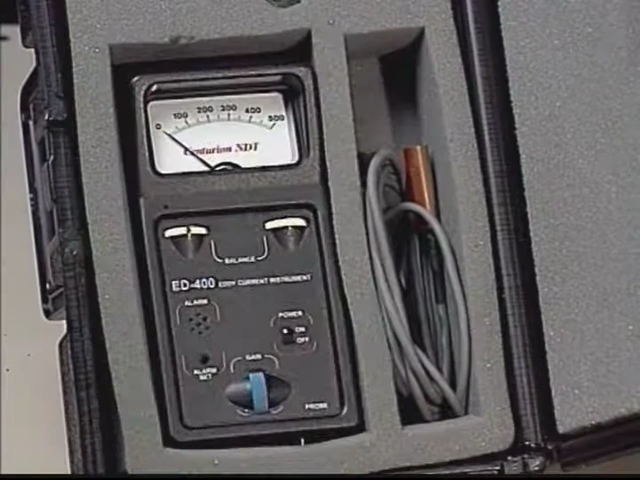 0 100 200 300 400 500
Centurion NDT
BALANCE
ED-400 EDDY CURRENT INSTRUMENT
ALARM
POWER
ON
OFF
ALARM
SET
GAIN
PROBE